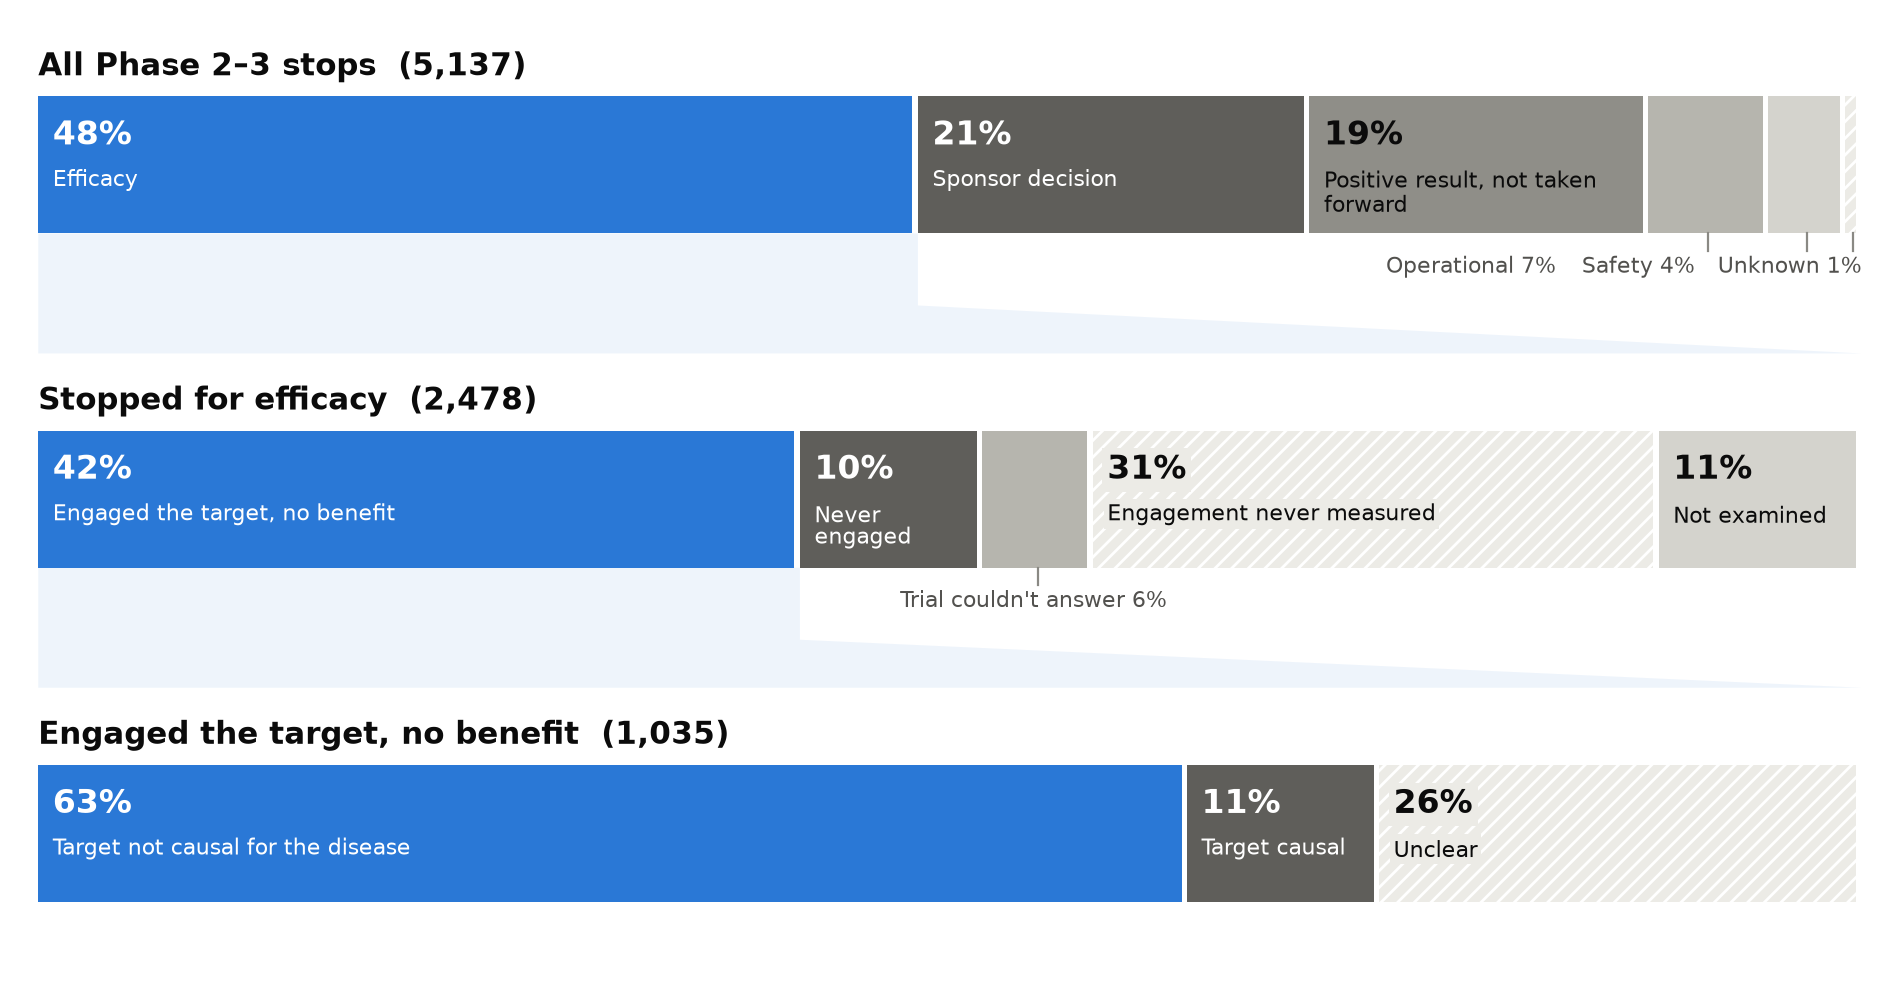 All Phase 2–3 stops (5,137)
48%
Efficacy
21%
Sponsor decision
19%
Positive result, not taken
forward
Operational 7%
Safety 4%
Unknown 1%
Stopped for efficacy (2,478)
42%
Engaged the target, no benefit
10%
Never
engaged
31%
Engagement never measured
11%
Not examined
Trial couldn't answer 6%
Engaged the target, no benefit (1,035)
63%
Target not causal for the disease
11%
Target causal
26%
Unclear